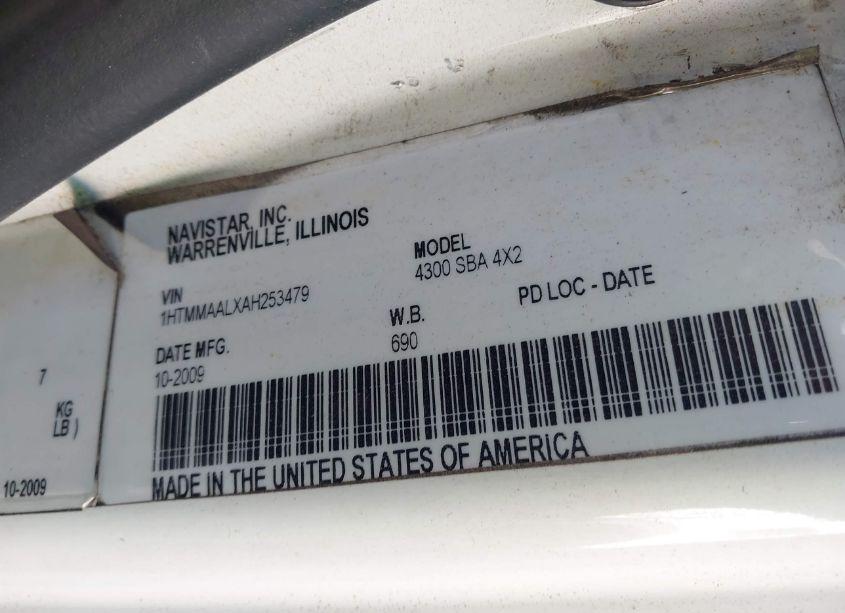 NAVISTAR, INC.
WARRENVILLE, ILLINOIS
MODEL
4300 SBA 4X2
VIN
1HTMMAALXAH253479
W.B.
690
PD LOC - DATE
DATE MFG.
10-2009
MADE IN THE UNITED STATES OF AMERICA
7
KG
LB )
10-2009